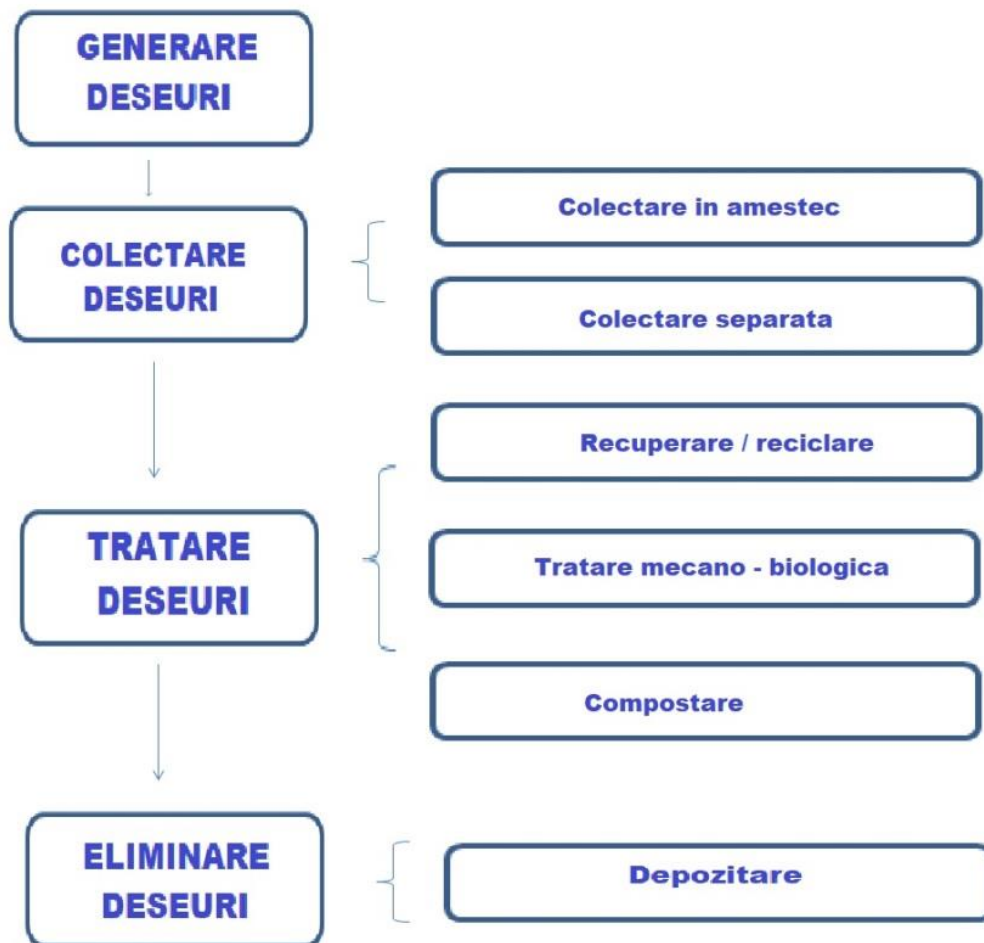 GENERARE
DESEURI
COLECTARE
DESEURI
Colectare in amestec
Colectare separata
TRATARE
DESEURI
Recuperare / reciclare
Tratare mecano - biologica
Compostare
ELIMINARE
DESEURI
Depozitare